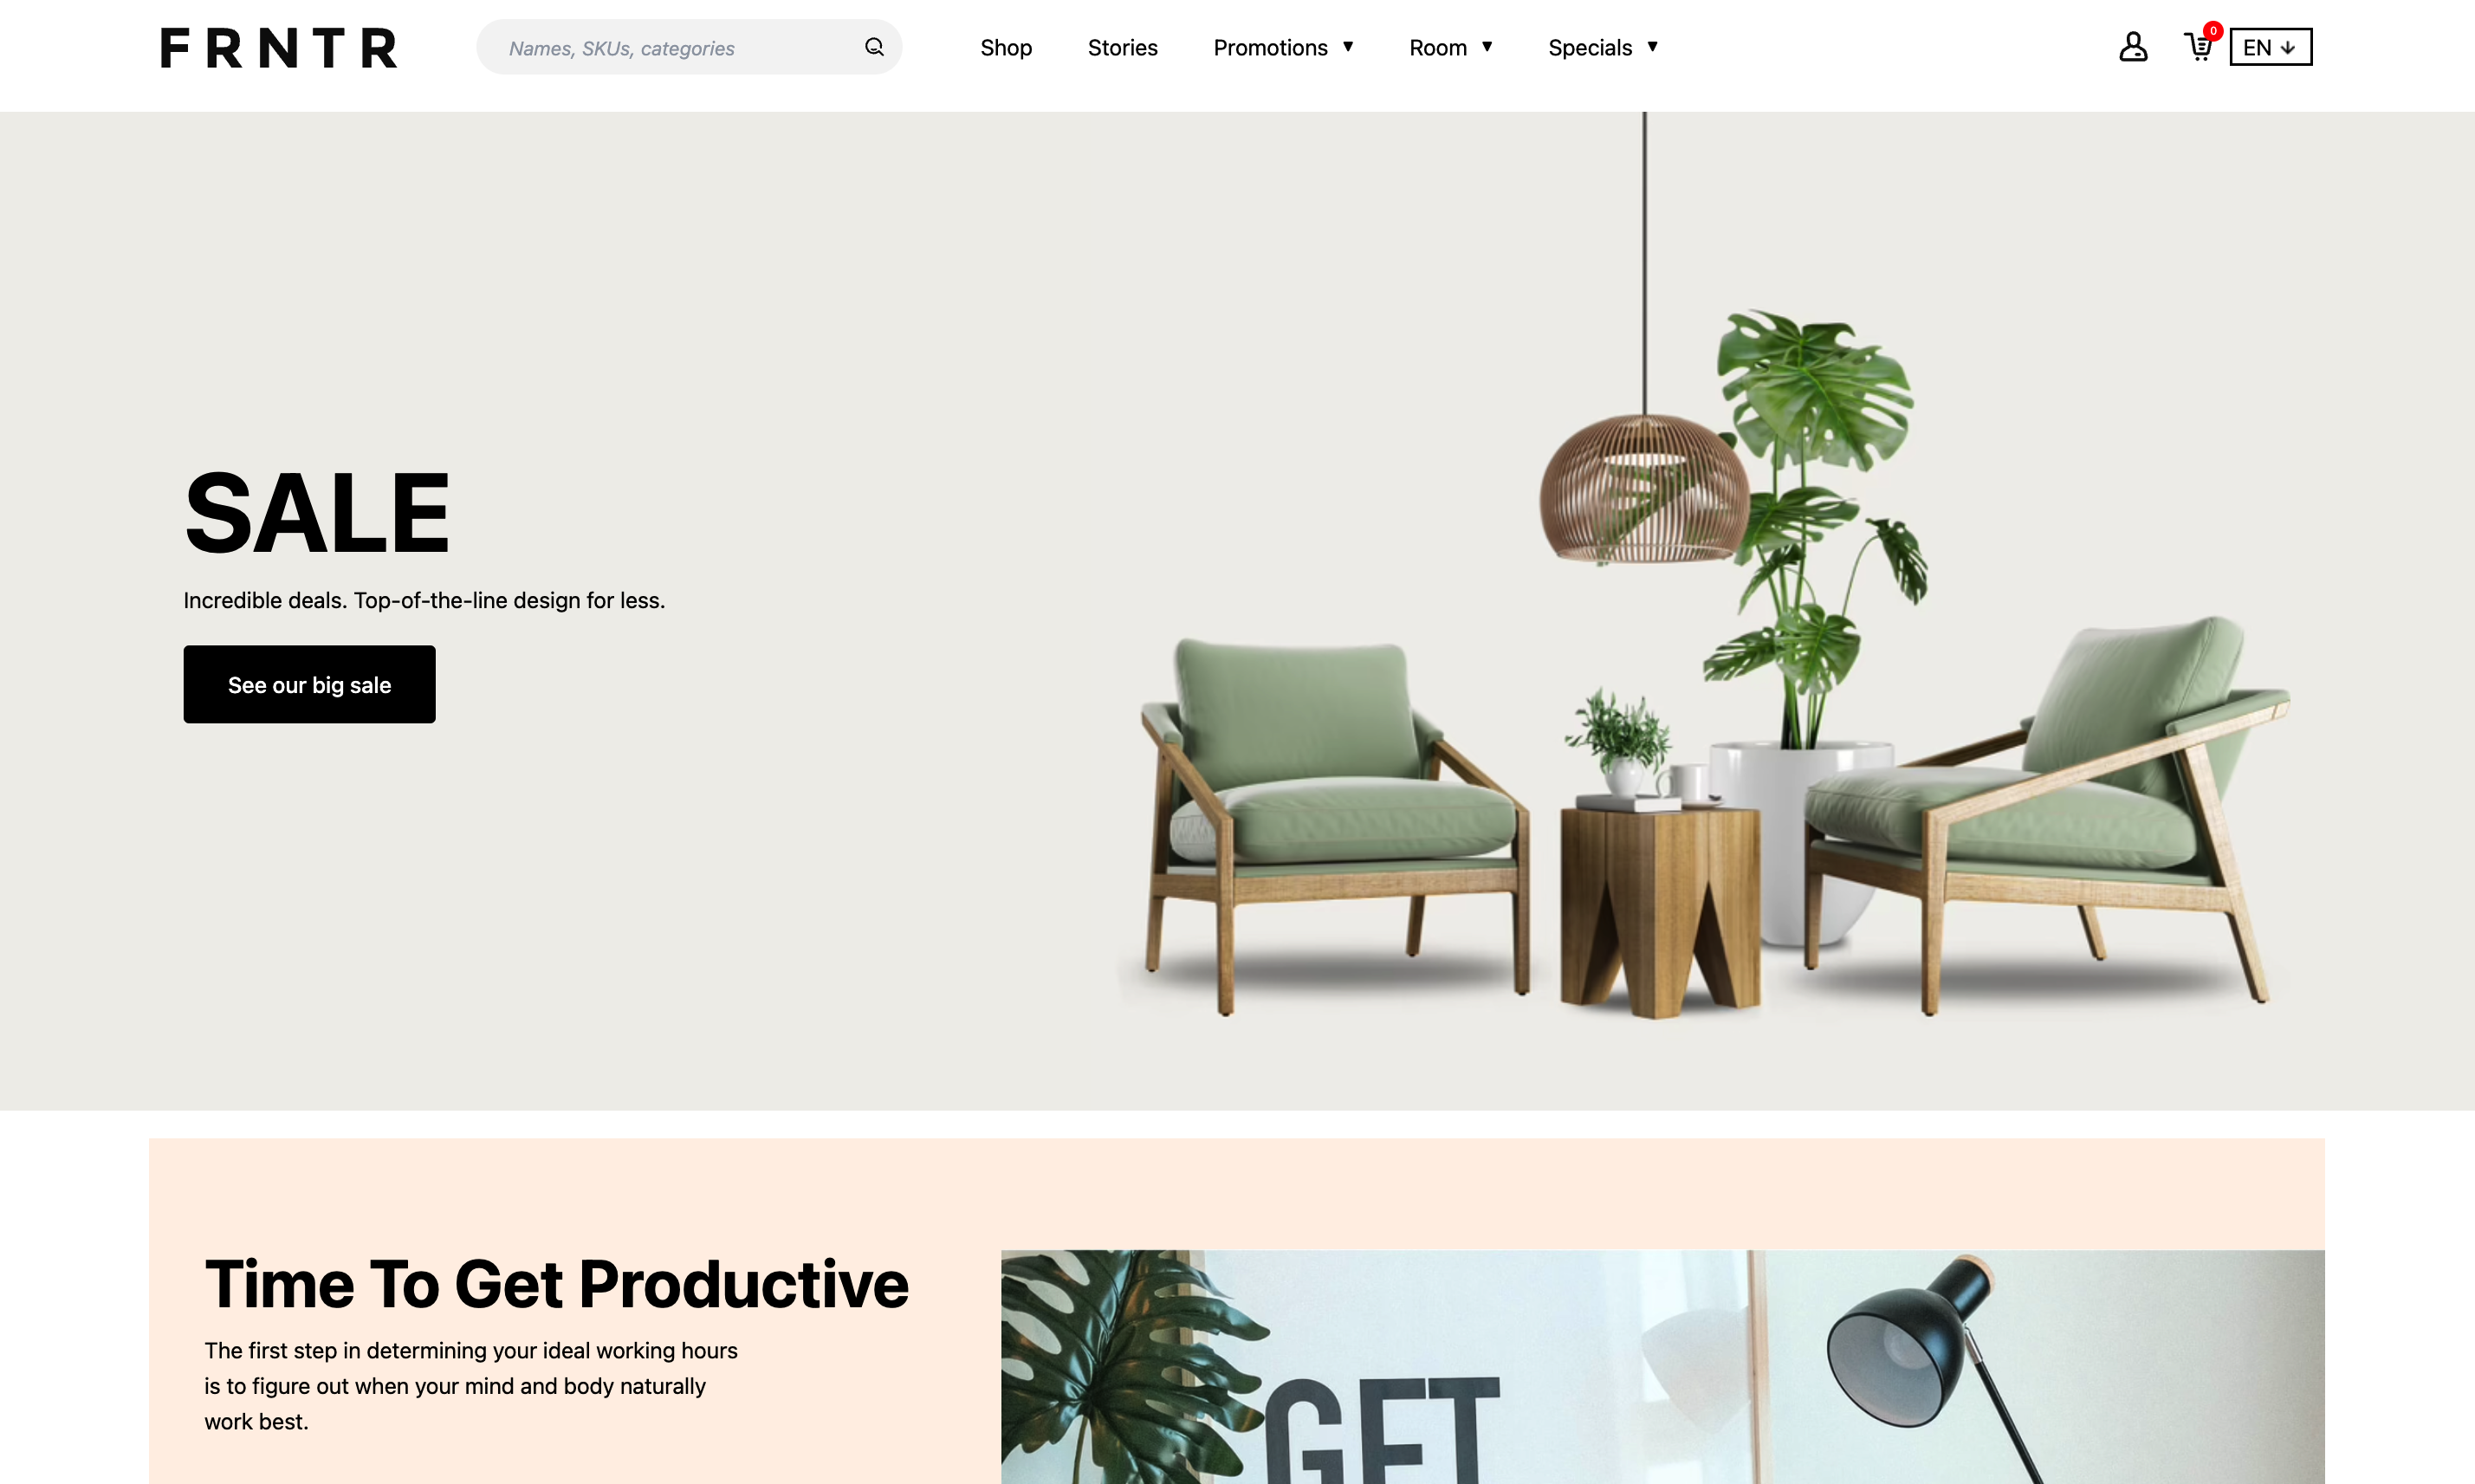 FRNTR
Names, SKUs, categories
Shop
Stories
Promotions ▼
Room ▼
Specials ▼
0
EN ↓
SALE
Incredible deals. Top-of-the-line design for less.
See our big sale
Time To Get Productive
The first step in determining your ideal working hours
is to figure out when your mind and body naturally
work best.
GET